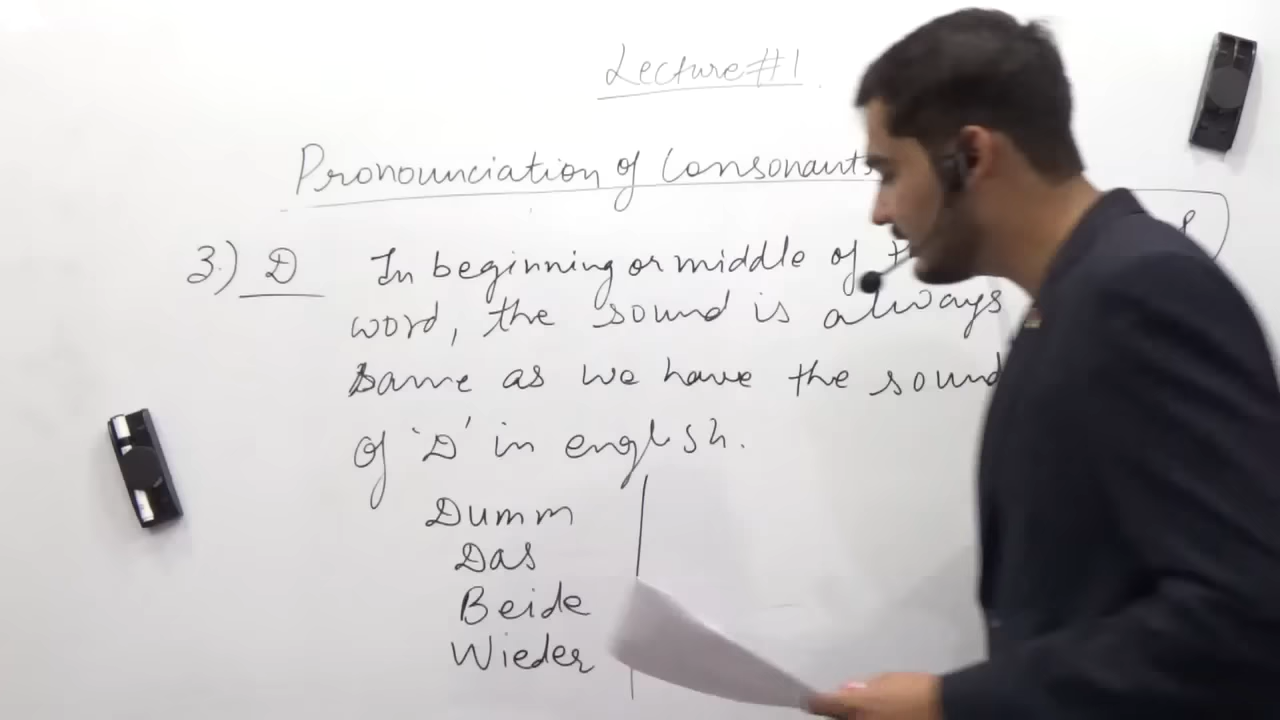 Lecture #1
Pronounciation of Consonants
3) D In beginning or middle of
word, the sound is always
same as we have the sound
of 'D' in english.
Dumm
Das
Beide
Wieder